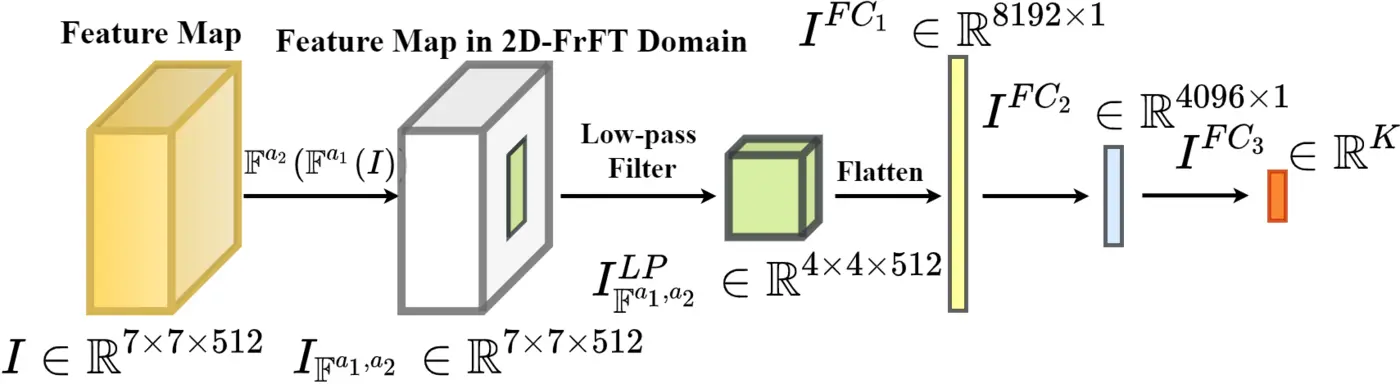 Feature Map
Feature Map in 2D-FrFT Domain
$I^{FC_1} \in \mathbb{R}^{8192 \times 1}$
$I^{FC_2} \in \mathbb{R}^{4096 \times 1}$
$I^{FC_3} \in \mathbb{R}^{K}$
$\mathbb{F}^{a_2}(\mathbb{F}^{a_1}(I))$
Low-pass
Filter
Flatten
$I^{LP}_{\mathbb{F}^{a_1,a_2}} \in \mathbb{R}^{4 \times 4 \times 512}$
$I \in \mathbb{R}^{7 \times 7 \times 512}$
$I_{\mathbb{F}^{a_1,a_2}} \in \mathbb{R}^{7 \times 7 \times 512}$